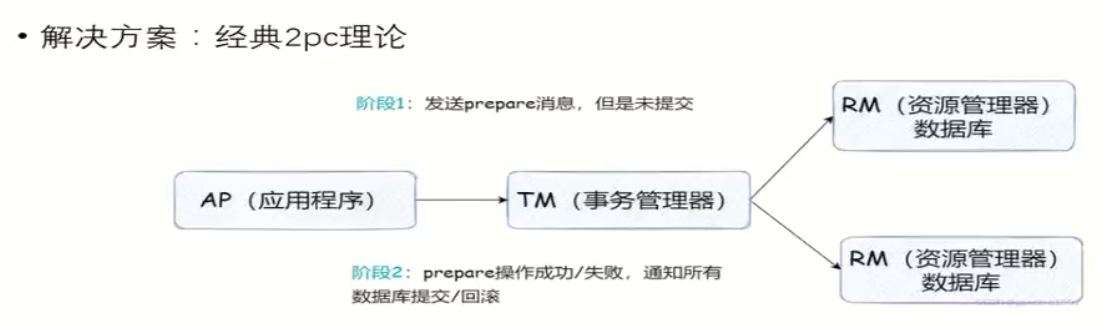 • 解决方案：经典2pc理论
阶段1：发送prepare消息，但是未提交
RM（资源管理器）
数据库
AP（应用程序）
TM（事务管理器）
阶段2：prepare操作成功/失败，通知所有
数据库提交/回滚
RM（资源管理器）
数据库